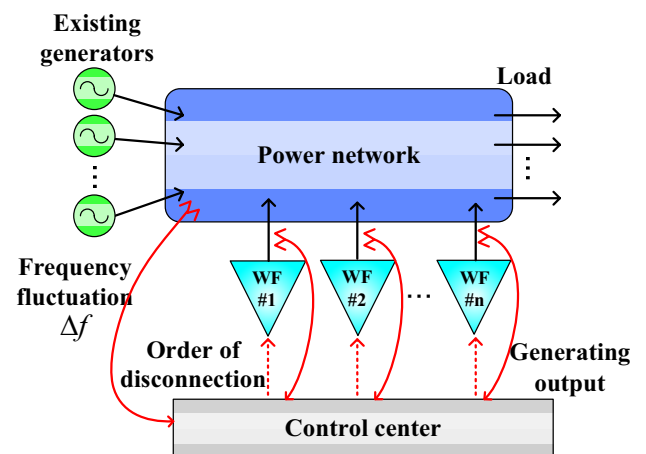 Existing
generators
Load
Power network
Frequency
fluctuation
Δf
WF
#1
WF
#2
...
WF
#n
Order of
disconnection
Generating
output
Control center